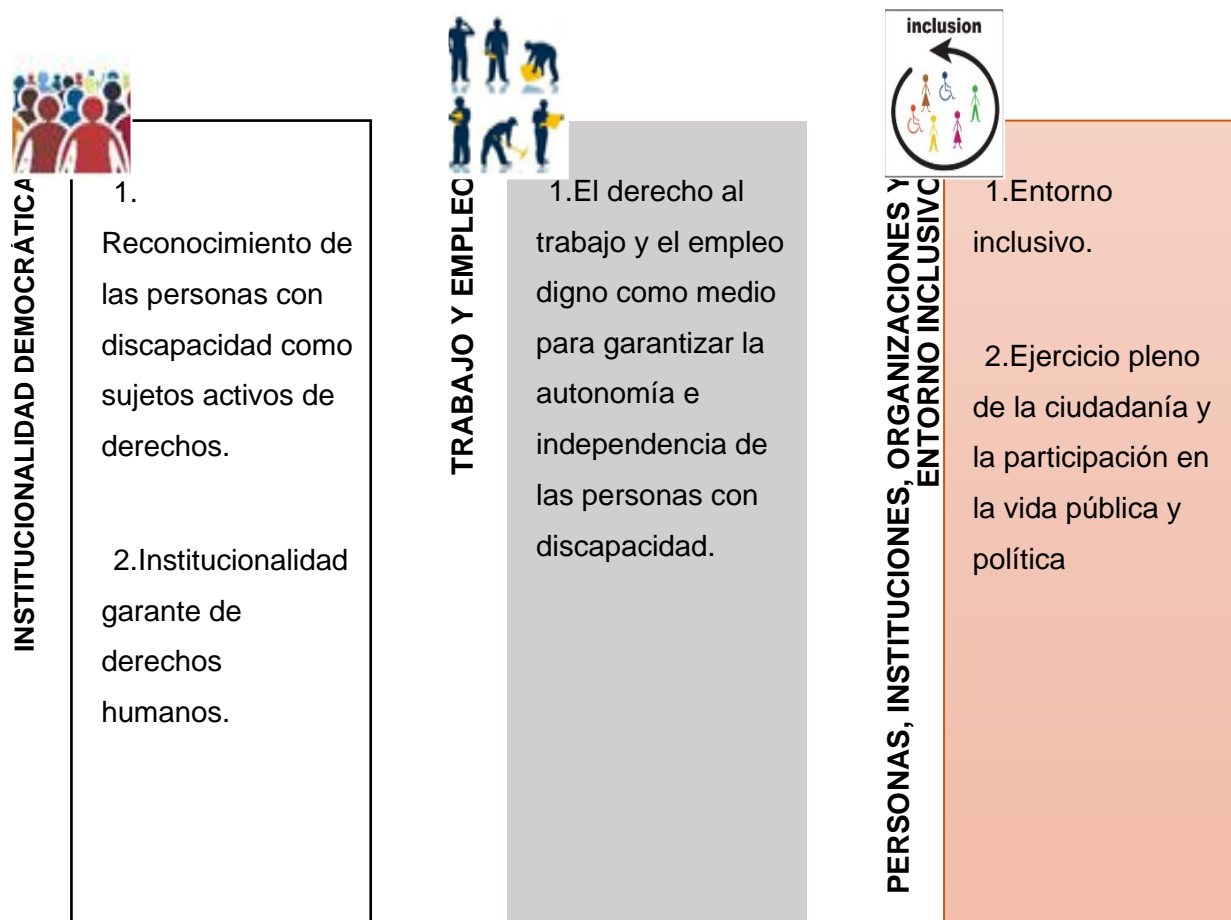 INSTITUCIONALIDAD DEMOCRÁTICA
1.
Reconocimiento de
las personas con
discapacidad como
sujetos activos de
derechos.
2.Institucionalidad
garante de
derechos
humanos.
TRABAJO Y EMPLEO
1.El derecho al
trabajo y el empleo
digno como medio
para garantizar la
autonomía e
independencia de
las personas con
discapacidad.
inclusion
PERSONAS, INSTITUCIONES, ORGANIZACIONES Y
ENTORNO INCLUSIVO
1.Entorno
inclusivo.
2.Ejercicio pleno
de la ciudadanía y
la participación en
la vida pública y
política